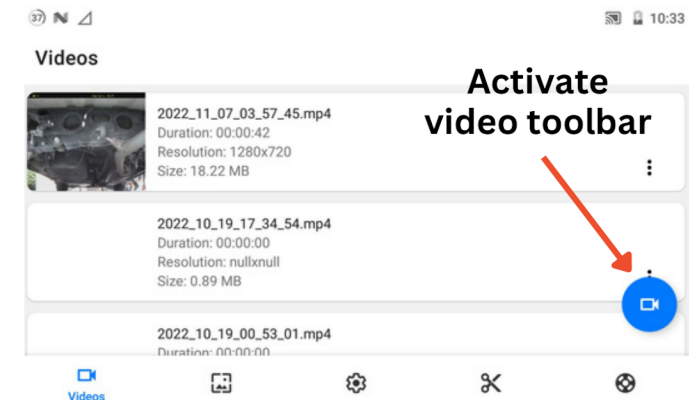 37
10:33
Videos
Activate
video toolbar
2022_11_07_03_57_45.mp4
Duration: 00:00:42
Resolution: 1280x720
Size: 18.22 MB
2022_10_19_17_34_54.mp4
Duration: 00:00:00
Resolution: nullxnull
Size: 0.89 MB
2022_10_19_00_53_01.mp4
Duration: 00:00:00
Videos